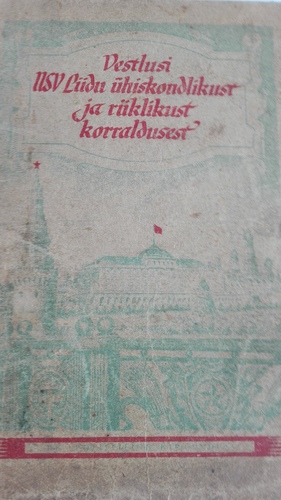 Vestlusi
NSV Liidu ühiskondlikust
ja riiklikust
korraldusest